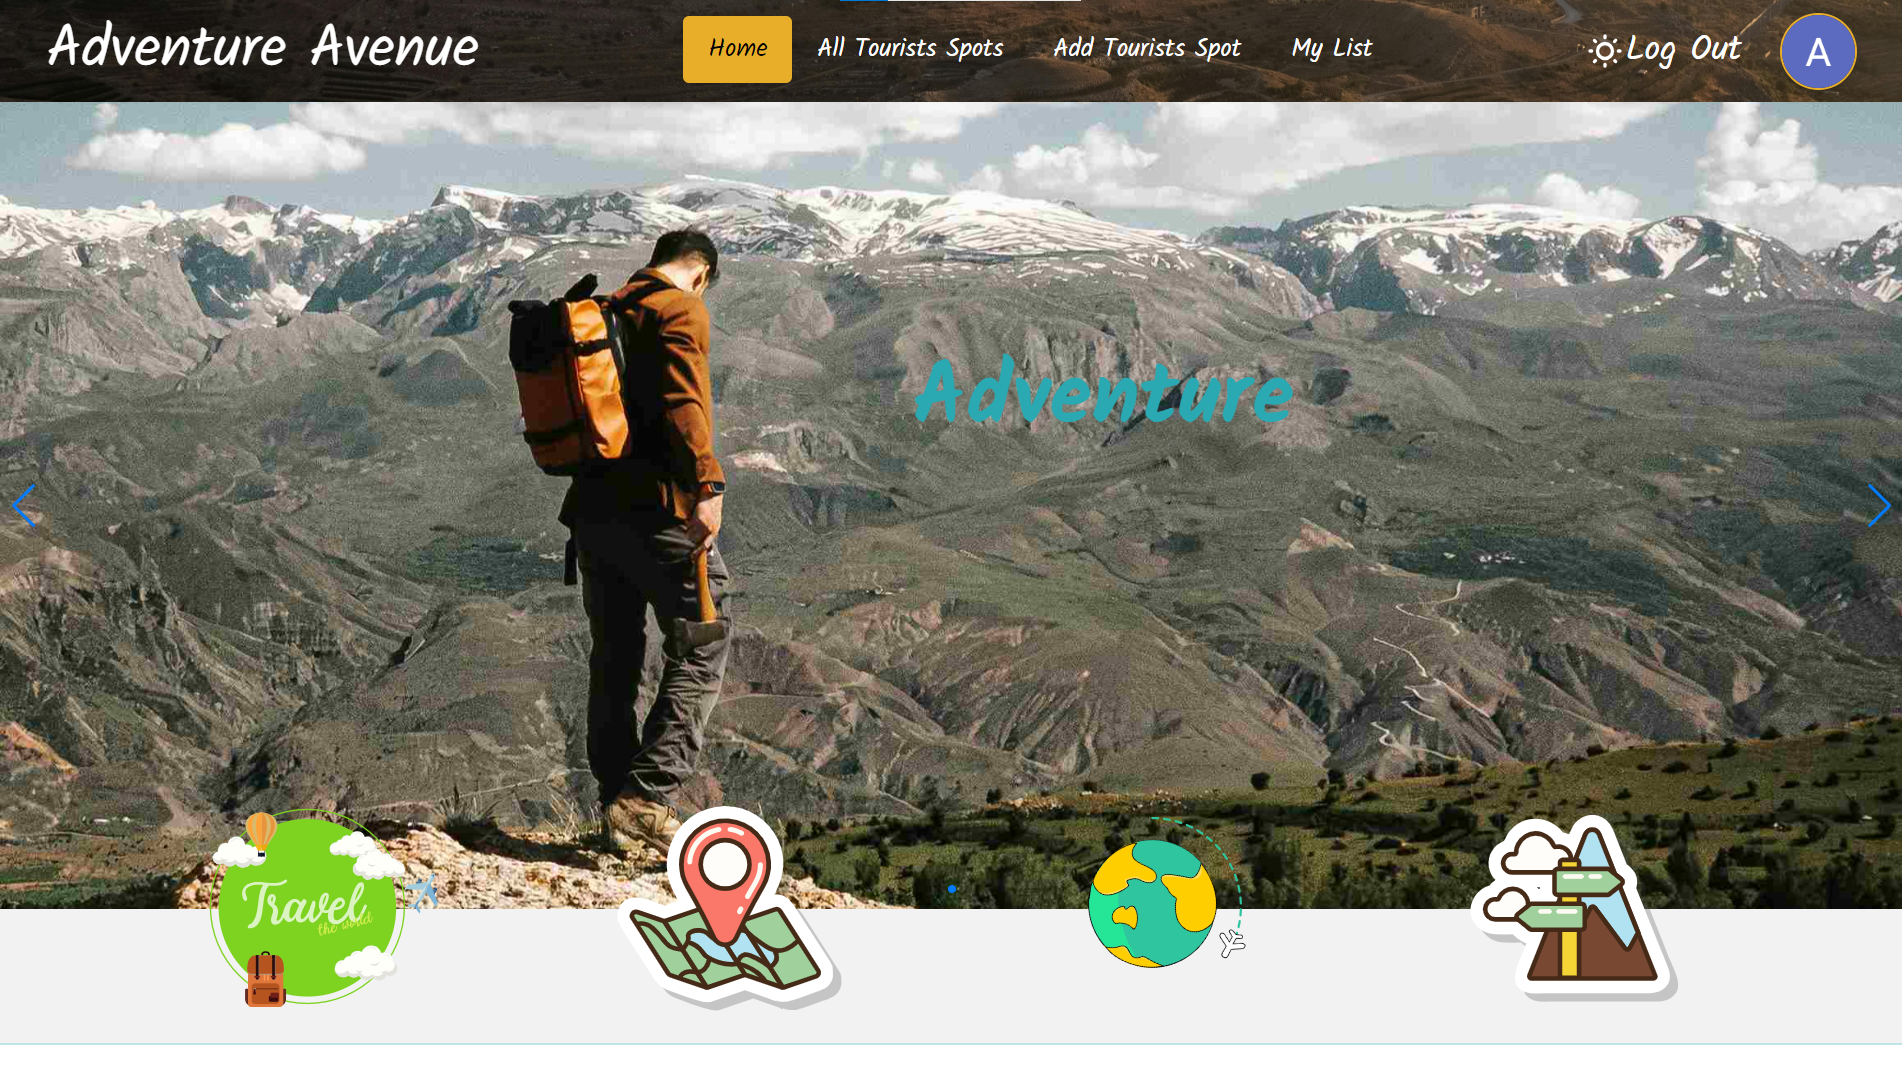 Adventure Avenue
Home
All Tourists Spots
Add Tourists Spot
My List
Log Out
A
Adventure
Travel
the world